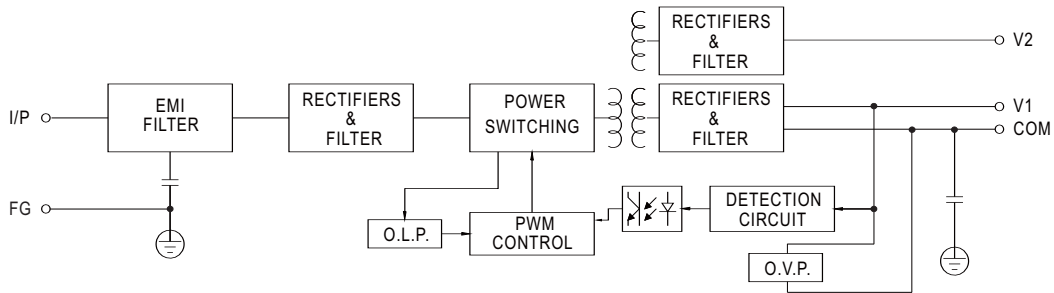 RECTIFIERS
&
FILTER
V2
I/P
EMI
FILTER
RECTIFIERS
&
FILTER
POWER
SWITCHING
RECTIFIERS
&
FILTER
V1
COM
FG
O.L.P.
PWM
CONTROL
DETECTION
CIRCUIT
O.V.P.